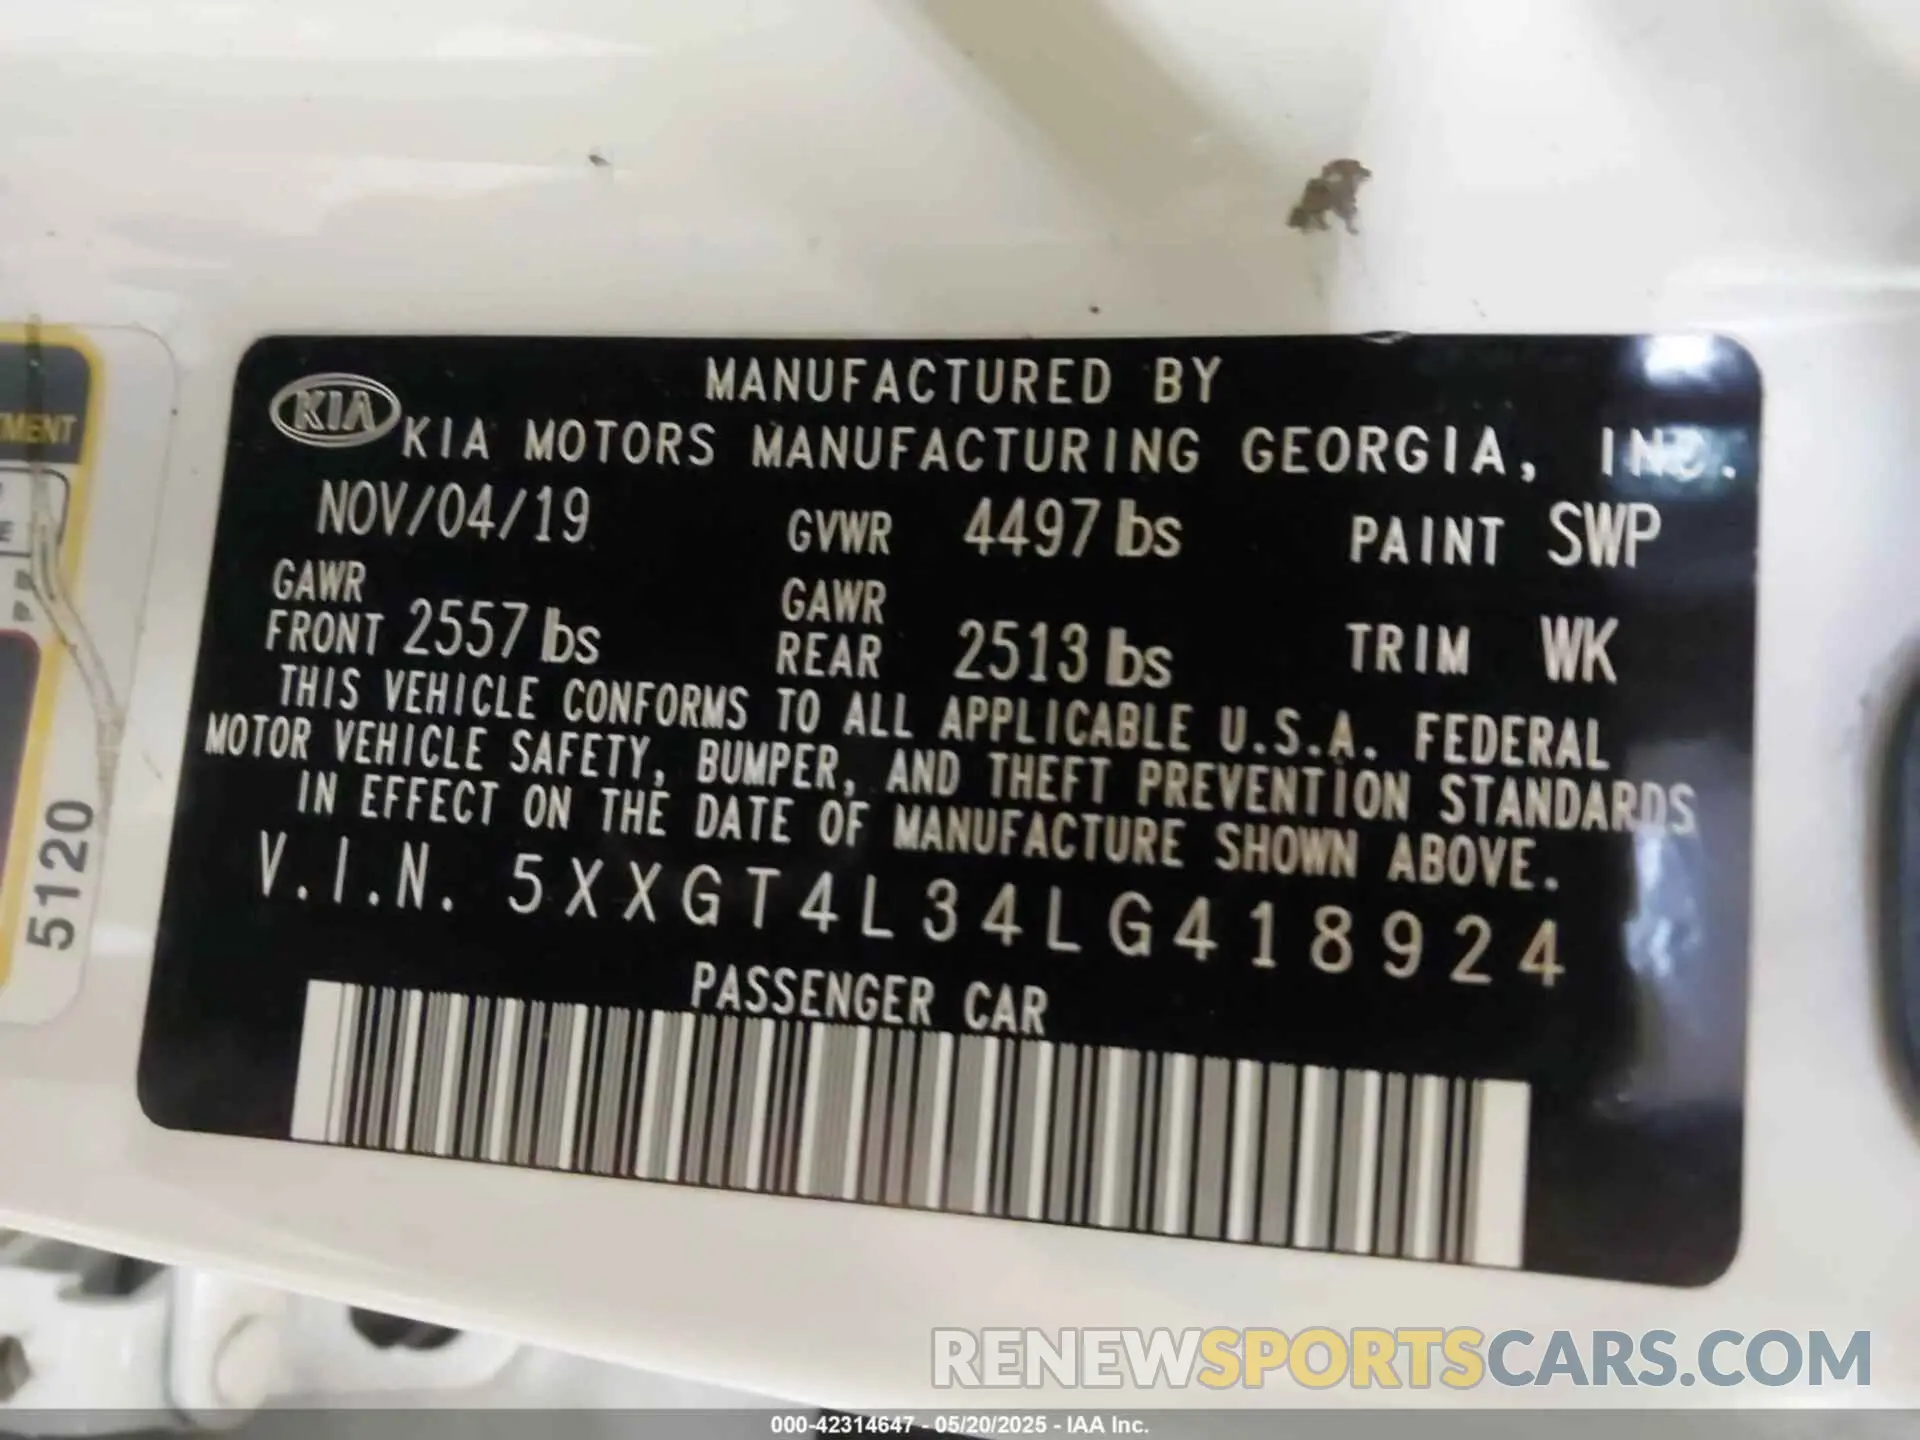 MANUFACTURED BY
KIA KIA MOTORS MANUFACTURING GEORGIA, INC.
NOV/04/19 GVWR 4497 lbs PAINT SWP
GAWR FRONT 2557 lbs GAWR REAR 2513 lbs TRIM WK
THIS VEHICLE CONFORMS TO ALL APPLICABLE U.S.A. FEDERAL
MOTOR VEHICLE SAFETY, BUMPER, AND THEFT PREVENTION STANDARDS
IN EFFECT ON THE DATE OF MANUFACTURE SHOWN ABOVE.
V.I.N. 5XXGT4L34LG418924
PASSENGER CAR
5120
RENEWSPORTSCARS.COM
000-42314647 - 05/20/2025 - IAA Inc.